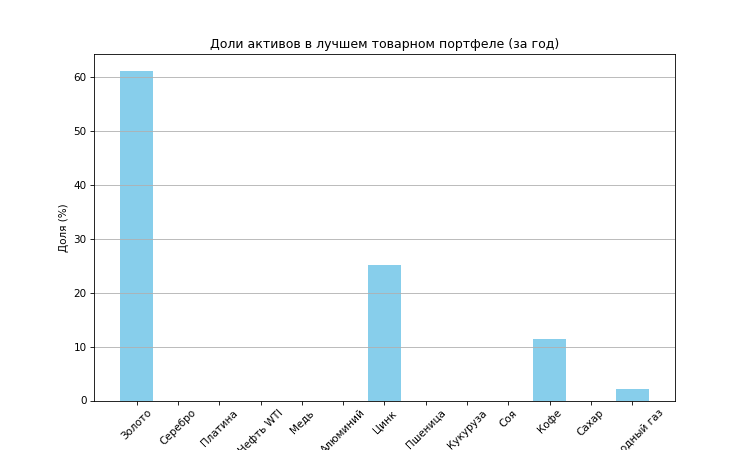 Доли активов в лучшем товарном портфеле (за год)
Доля (%)
60
50
40
30
20
10
0
Золото
Серебро
Платина
Нефть WTI
Медь
Алюминий
Цинк
Пшеница
Кукуруза
Соя
Кофе
Сахар
газ